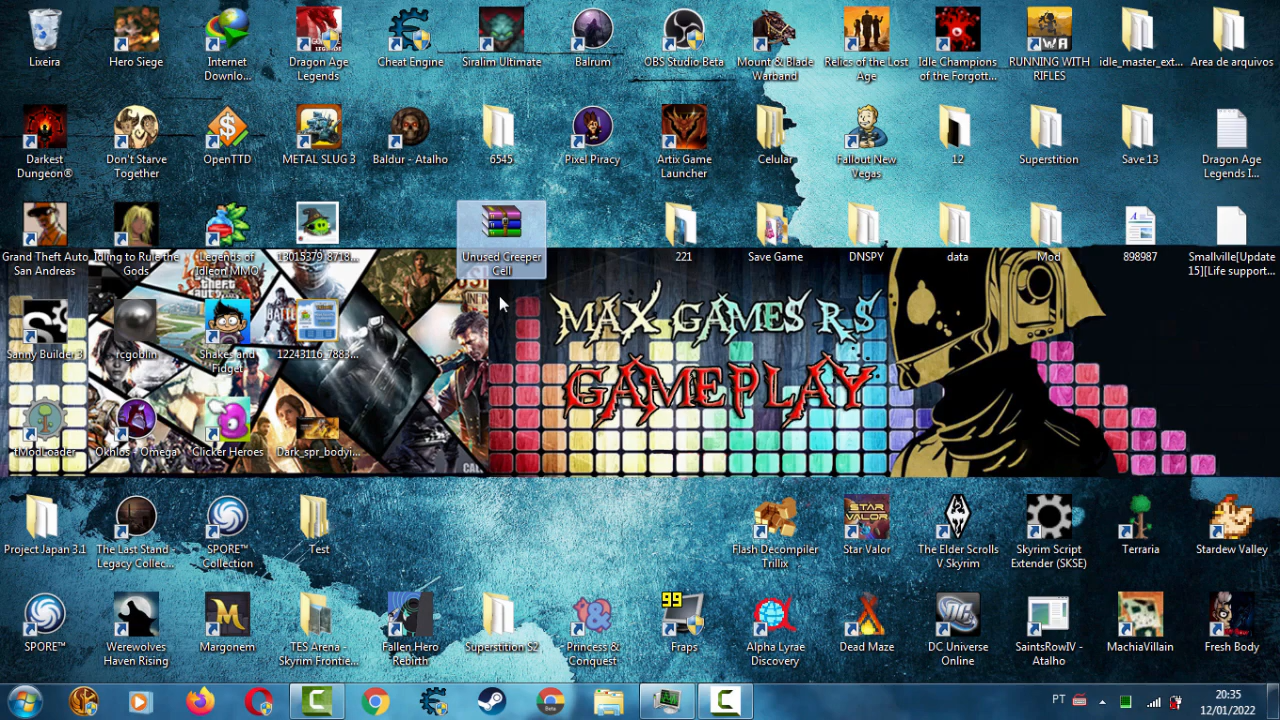 Lixeira
Hero Siege
Internet
Downlo...
Dragon Age
Legends
Cheat Engine
Siralim Ultimate
Balrum
OBS Studio Beta
Mount & Blade
Warband
Relics of the Lost
Age
Idle Champions
of the Forgott...
RUNNING WITH
RIFLES
idle_master_ext...
Area de arquivos
Darkest
Dungeon®
Don't Starve
Together
OpenTTD
METAL SLUG 3
Baldur - Atalho
6545
Pixel Piracy
Artix Game
Launcher
Celular
Fallout New
Vegas
12
Superstition
Save 13
Dragon Age
Legends I...
Grand Theft Auto
San Andreas
Idling to Rule the
Gods
Legends of
Idleon MMO -
13015379_8718...
Unused Creeper
Cell
221
Save Game
DNSPY
data
Mod
898987
Smallville[Update
15][Life support...
MAX GAMES R.S
GAMEPLAY
Sanny Builder 3
rcgoblin
Shakes and
Fidget
12243116_7883...
tModLoader
Okhlos - Omega
Clicker Heroes
Dark_spr_bodyi...
Project Japan 3.1
The Last Stand
Legacy Collec...
SPORE™
Collection
Test
Flash Decompiler
Trillix
STAR
VALOR
Star Valor
The Elder Scrolls
V Skyrim
Skyrim Script
Extender (SKSE)
Terraria
Stardew Valley
SPORE™
Werewolves
Haven Rising
Margonem
TES Arena -
Skyrim Frontie...
Fallen Hero
Rebirth
Superstition S2
Princess &
Conquest
99
Fraps
Alpha Lyrae
Discovery
Dead Maze
DC Universe
Online
SaintsRowIV -
Atalho
MachiaVillain
Fresh Body
PT
20:35
12/01/2022